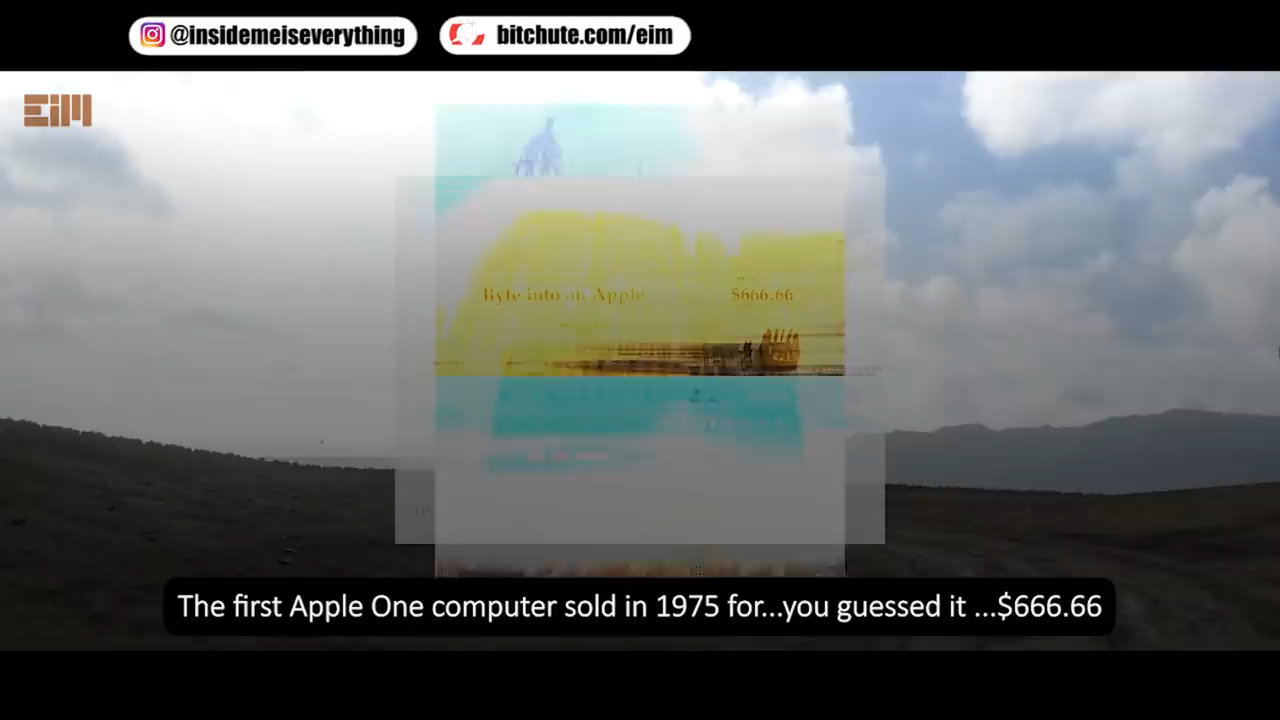 @insidemeiseverything
bitchute.com/eim
EiM
Byte into an Apple
$666.66
The first Apple One computer sold in 1975 for...you guessed it ...$666.66